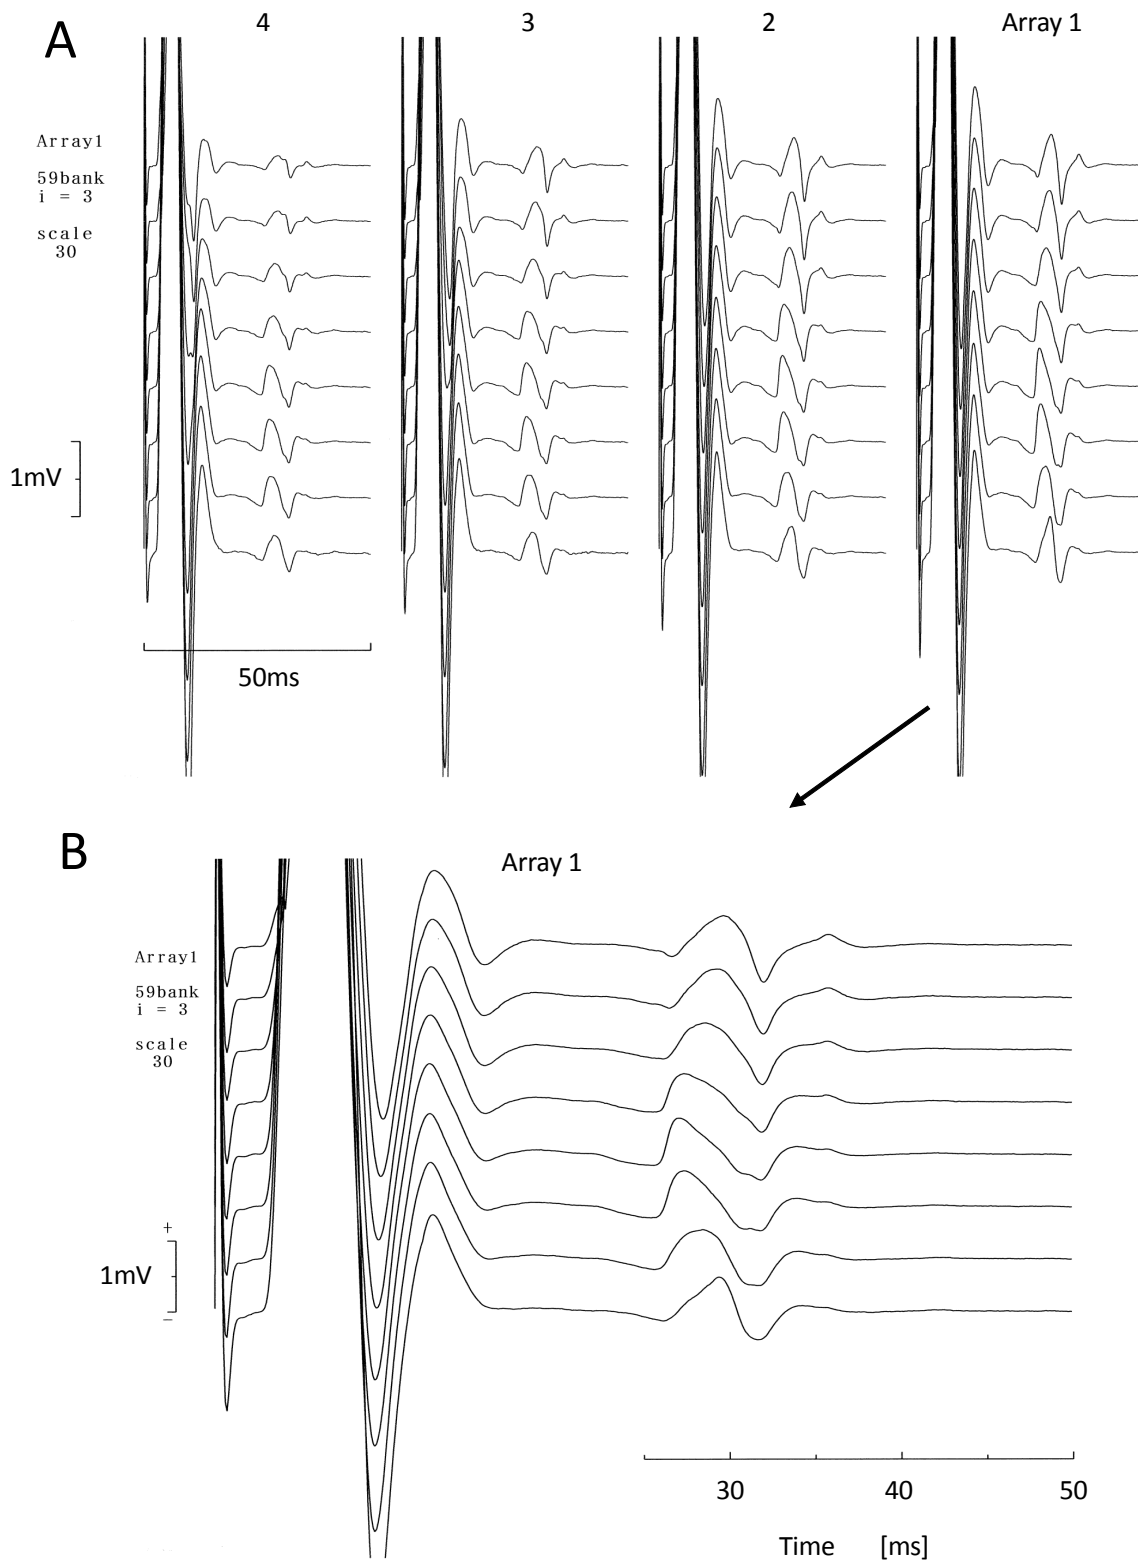 A
4 3 2 Array 1
Array1
59bank
i = 3
scale
30
1mV
50ms
B
Array 1
Array1
59bank
i = 3
scale
30
+
1mV
−
30 40 50
Time [ms]